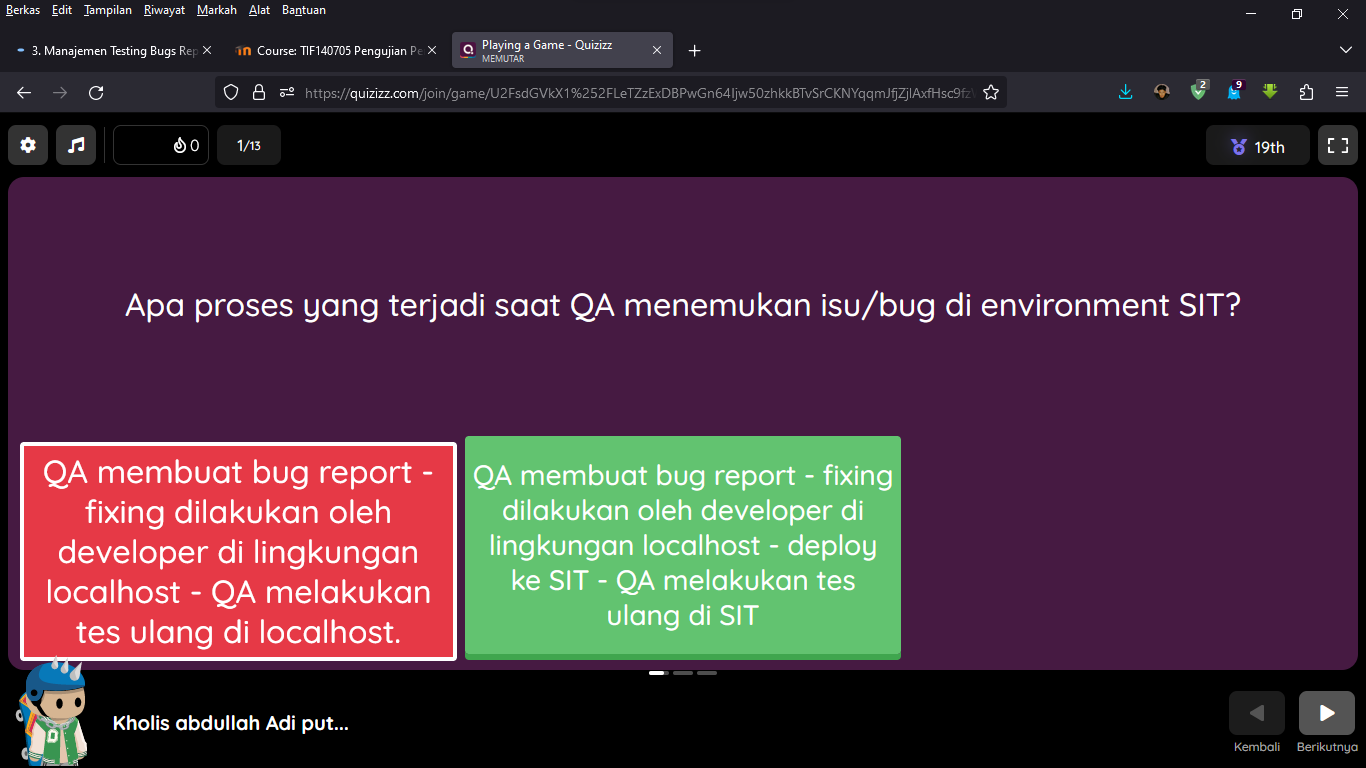 Berkas Edit Tampilan Riwayat Markah Alat Bantuan
3. Manajemen Testing Bugs Rep
Course: TIF140705 Pengujian Pe
Playing a Game - Quizizz
MEMUTAR
https://quizizz.com/join/game/
2
9
0
1/13
19th
Apa proses yang terjadi saat QA menemukan isu/bug di environment SIT?
QA membuat bug report -
fixing dilakukan oleh
developer di lingkungan
localhost - QA melakukan
tes ulang di localhost.
QA membuat bug report - fixing
dilakukan oleh developer di
lingkungan localhost - deploy
ke SIT - QA melakukan tes
ulang di SIT
D
Kholis abdullah Adi put...
Kembali
Berikutnya